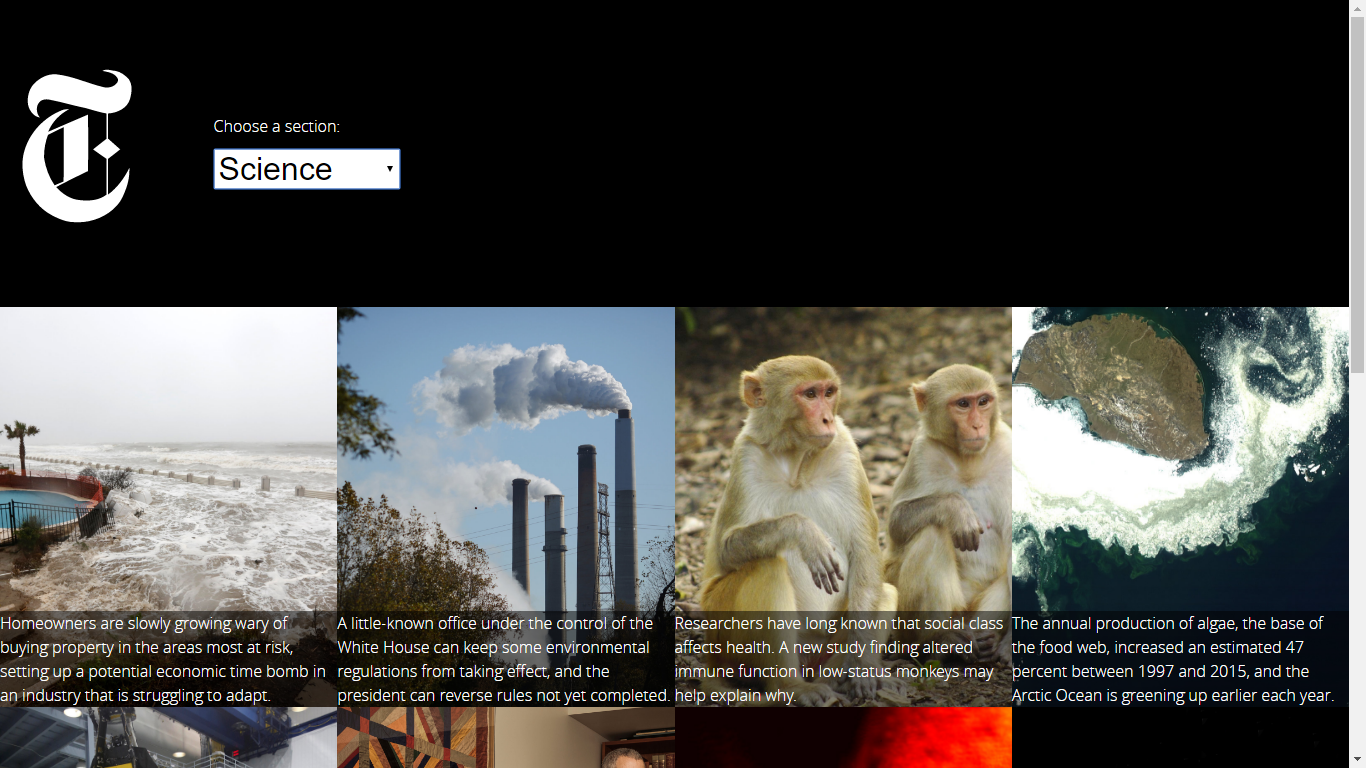 T
Choose a section:
Science
Homeowners are slowly growing wary of
buying property in the areas most at risk,
setting up a potential economic time bomb in
an industry that is struggling to adapt.
A little-known office under the control of the
White House can keep some environmental
regulations from taking effect, and the
president can reverse rules not yet completed.
Researchers have long known that social class
affects health. A new study finding altered
immune function in low-status monkeys may
help explain why.
The annual production of algae, the base of
the food web, increased an estimated 47
percent between 1997 and 2015, and the
Arctic Ocean is greening up earlier each year.